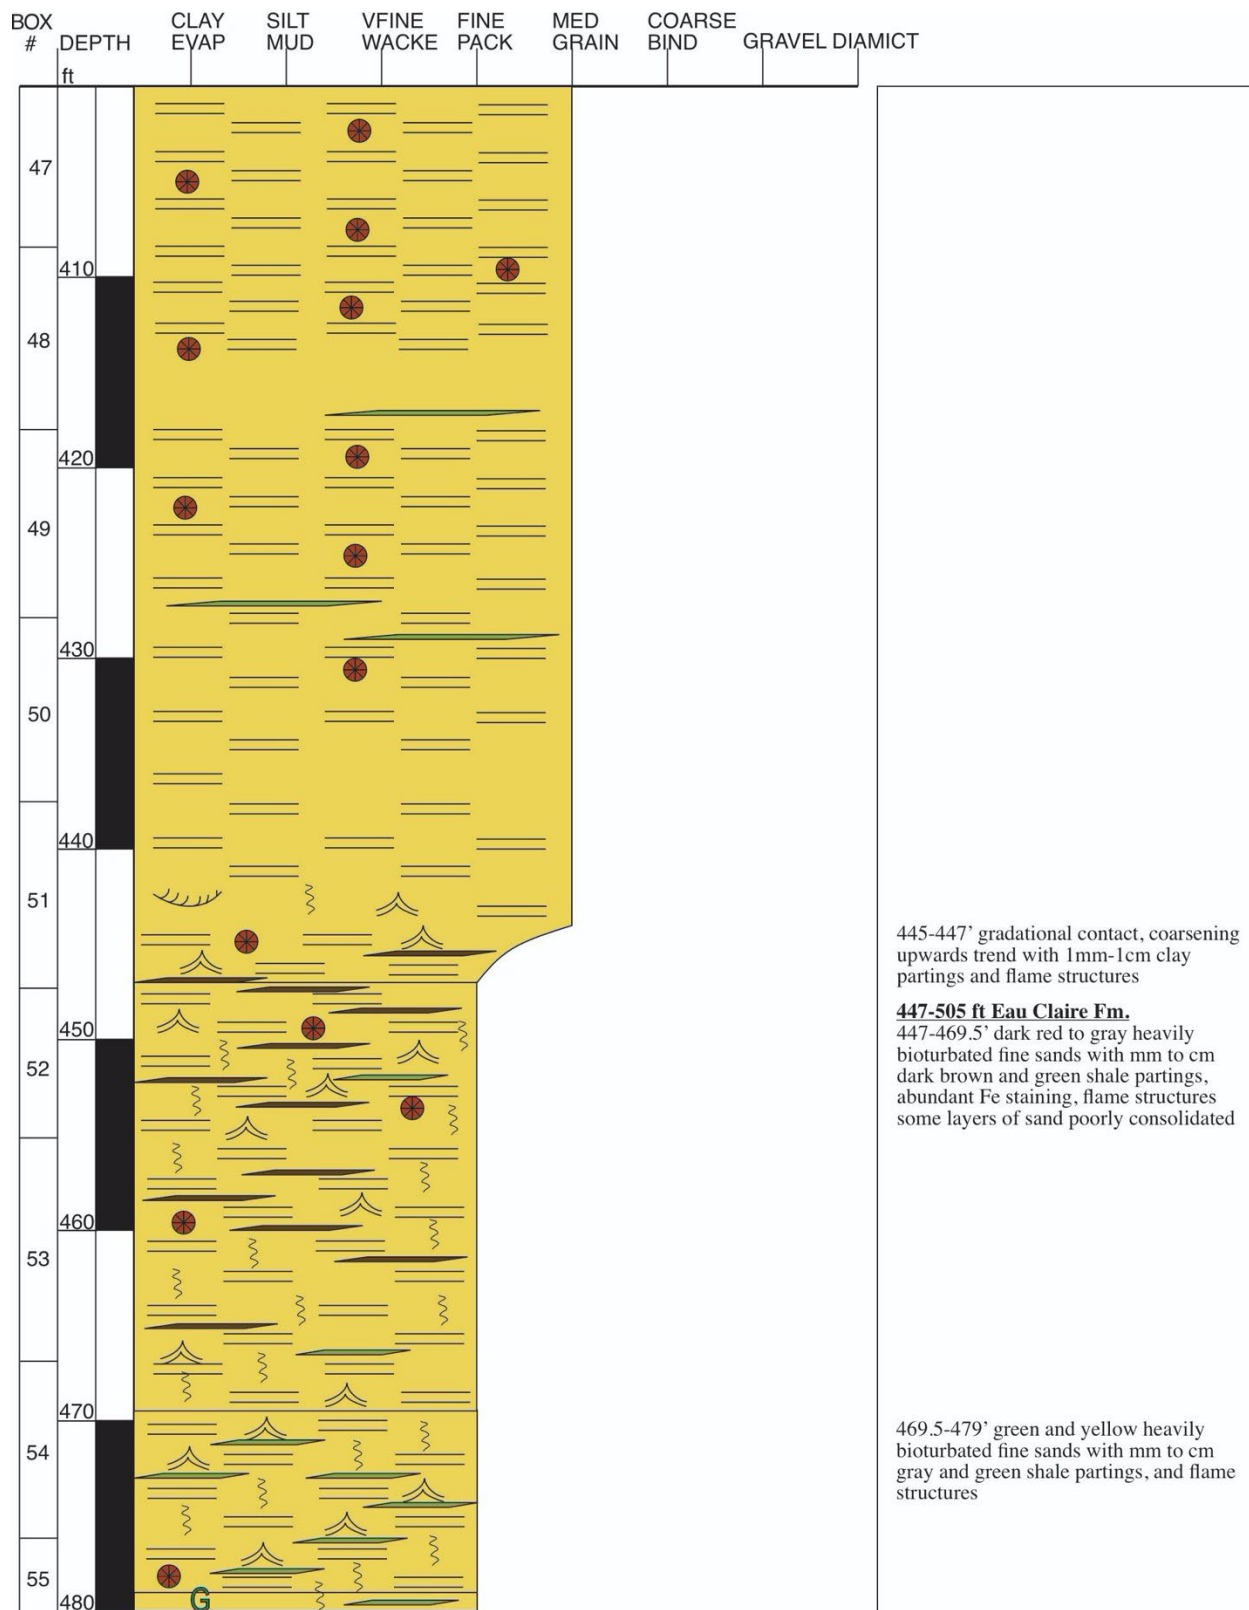 BOX #
DEPTH
CLAY EVAP
SILT MUD
VFINE WACKE
FINE PACK
MED GRAIN
COARSE BIND
GRAVEL
DIAMICT
ft
47
410
48
420
49
430
50
440
51
445-447’ gradational contact, coarsening
upwards trend with 1mm-1cm clay
partings and flame structures
447-505 ft Eau Claire Fm.
447-469.5’ dark red to gray heavily
bioturbated fine sands with mm to cm
dark brown and green shale partings,
abundant Fe staining, flame structures
some layers of sand poorly consolidated
450
52
460
53
470
469.5-479’ green and yellow heavily
bioturbated fine sands with mm to cm
gray and green shale partings, and flame
structures
54
55
G
480